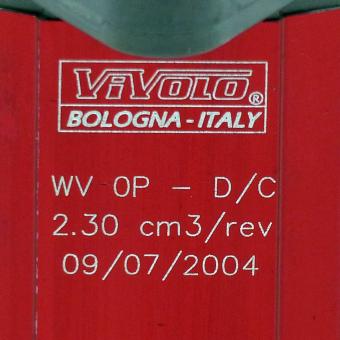 ViVOLO®
BOLOGNA - ITALY
WV 0P - D/C
2.30 cm3/rev
09/07/2004